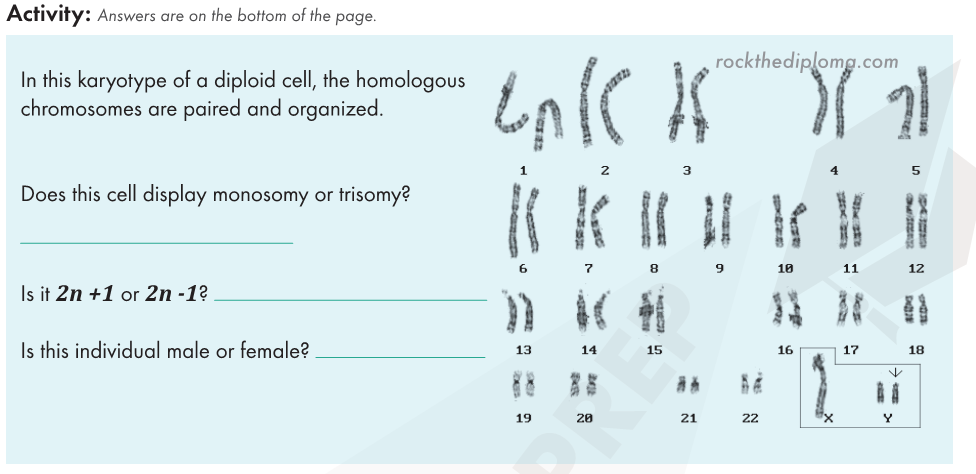 Activity: Answers are on the bottom of the page.
rockthediploma.com
In this karyotype of a diploid cell, the homologous
chromosomes are paired and organized.
1 2 3 4 5
Does this cell display monosomy or trisomy?
6 7 8 9 10 11 12
Is it 2n +1 or 2n -1?
13 14 15 16 17 18
Is this individual male or female?
19 20 21 22 X Y
PREP